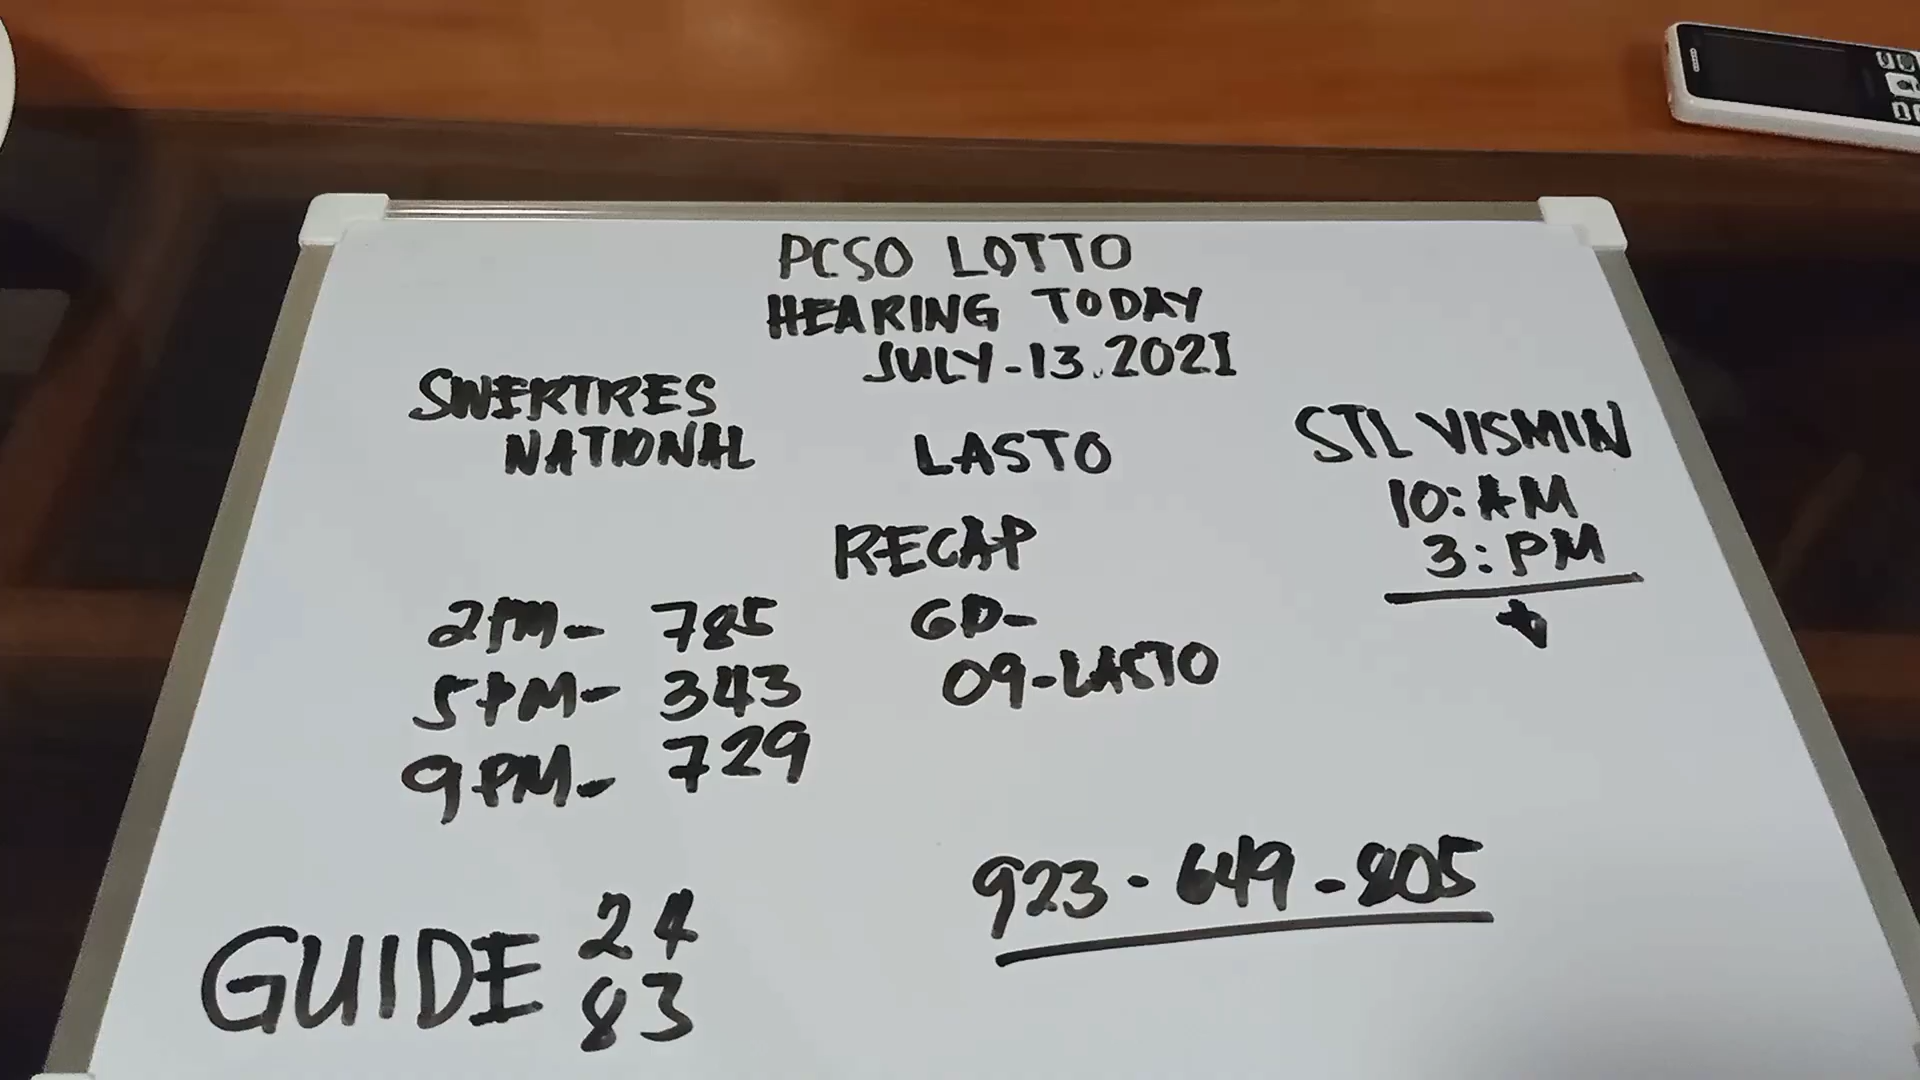 PCSO LOTTO
HEARING TODAY
JULY-13.2021
SWERTRES
NATIONAL
LASTO
STL VISMIN
10:AM
3:PM
RECAP
2PM- 785
5PM- 343
9PM- 729
GD-
09-LASTO
923-649-805
GUIDE 24
83